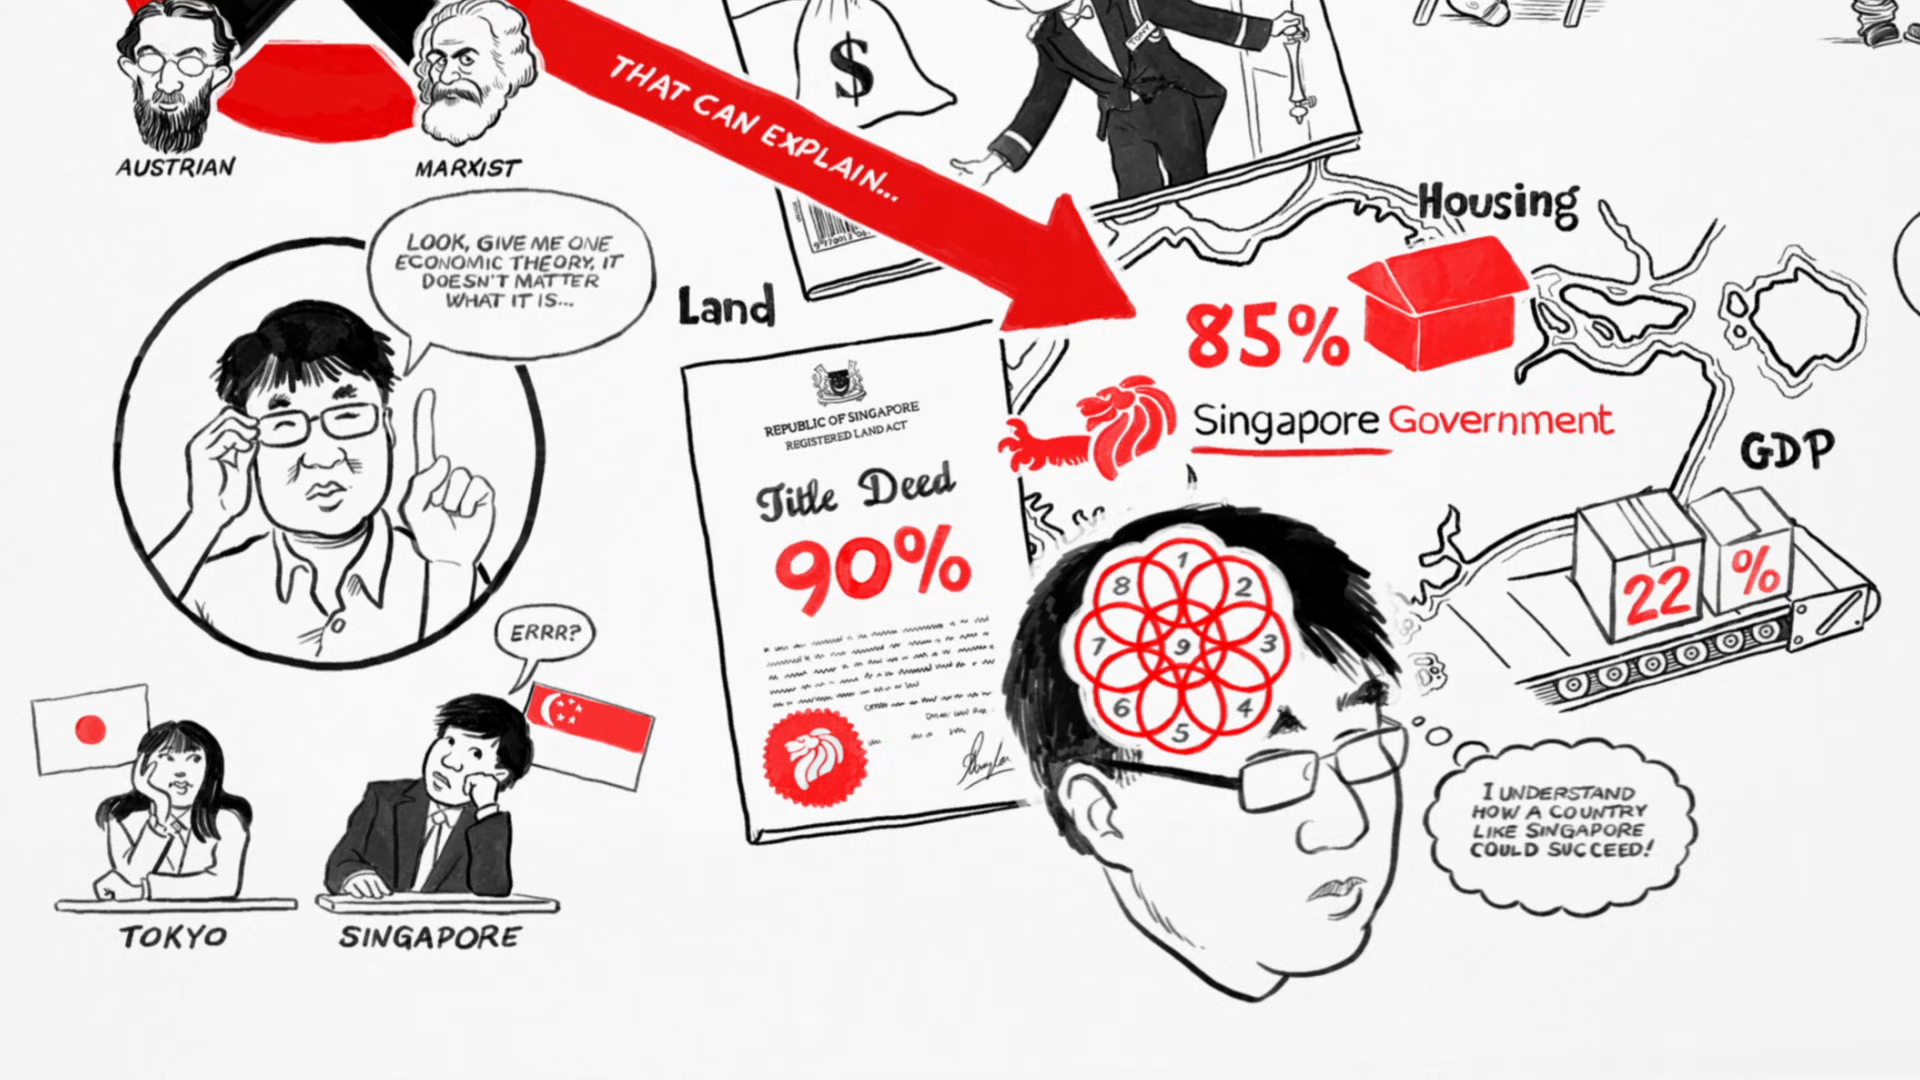 $
TONY
THAT CAN EXPLAIN...
AUSTRIAN
MARXIST
Housing
LOOK, GIVE ME ONE
ECONOMIC THEORY, IT
DOESN'T MATTER
WHAT IT IS...
Land
85%
REPUBLIC OF SINGAPORE
REGISTERED LAND ACT
Title Deed
90%
Singapore Government
GDP
22
%
1
2
3
4
5
6
7
8
9
ERRR?
I UNDERSTAND
HOW A COUNTRY
LIKE SINGAPORE
COULD SUCCEED!
TOKYO
SINGAPORE